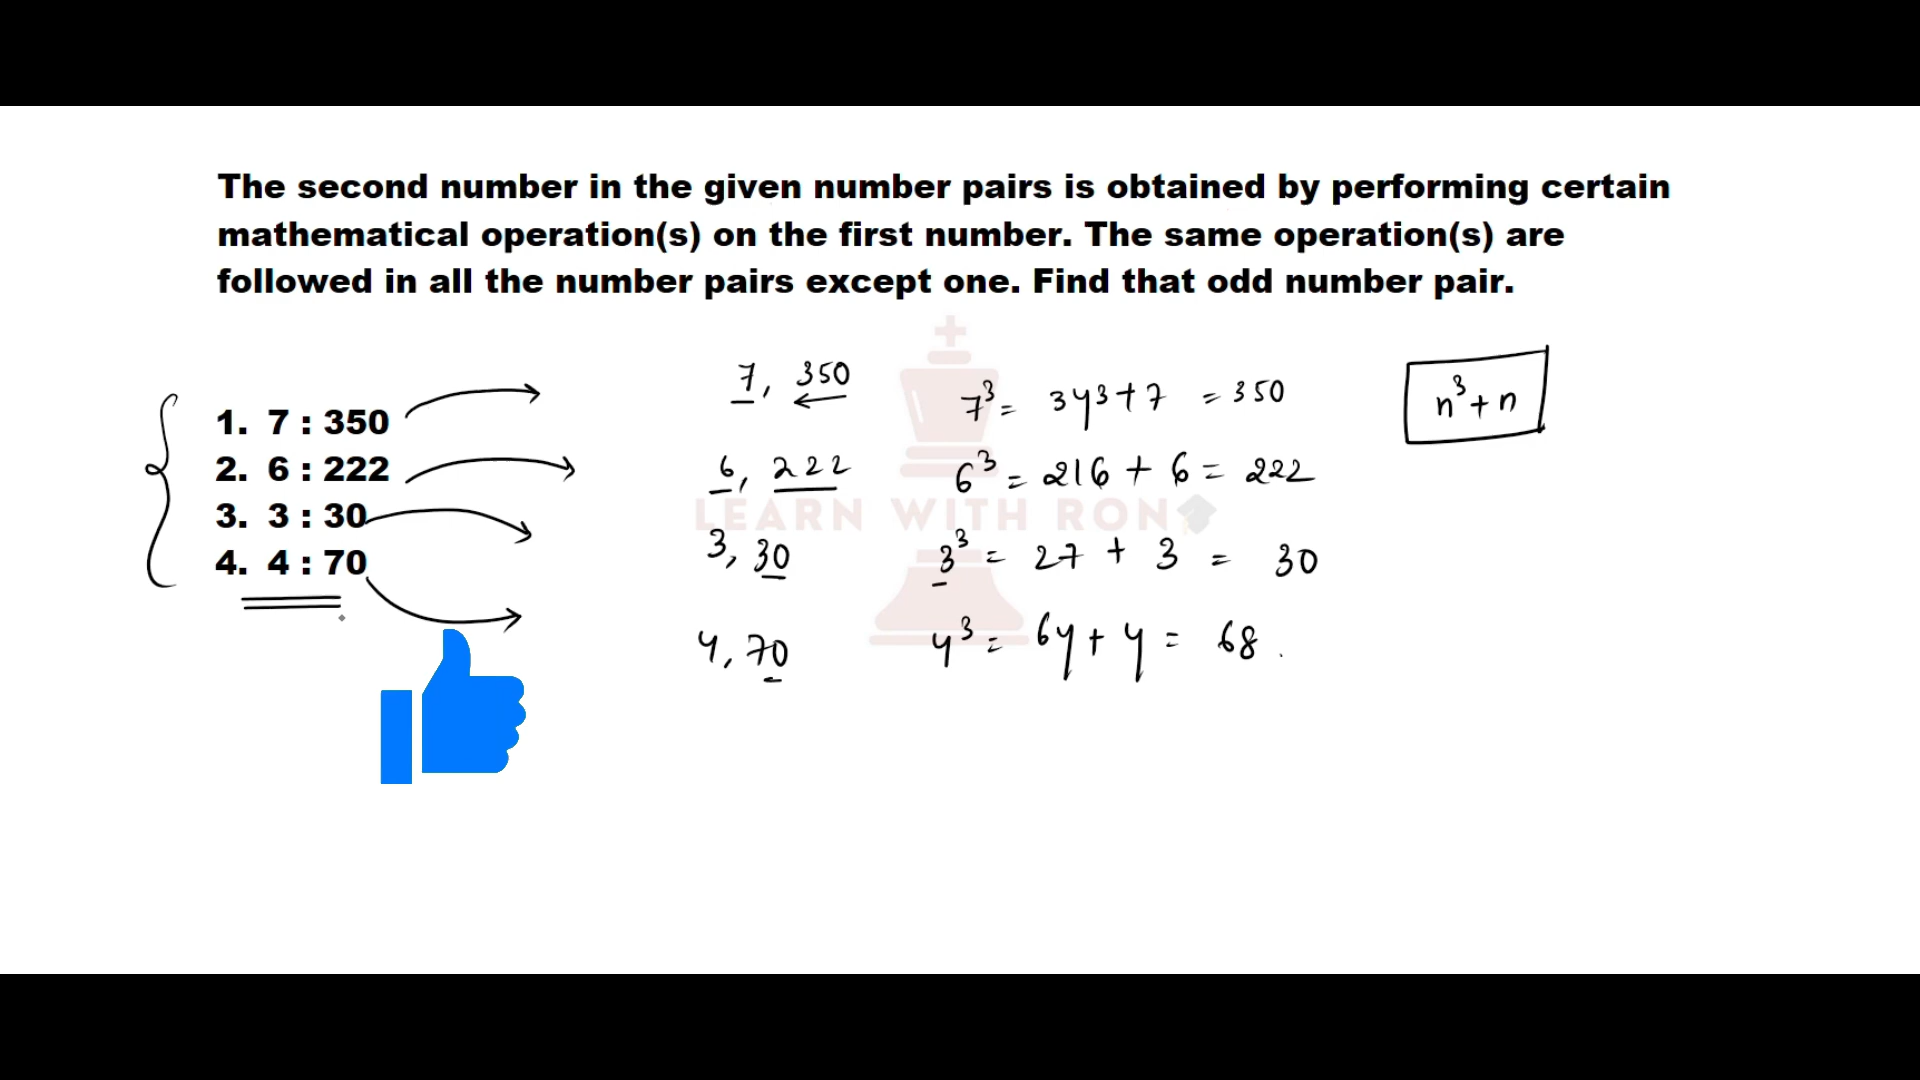 The second number in the given number pairs is obtained by performing certain
mathematical operation(s) on the first number. The same operation(s) are
followed in all the number pairs except one. Find that odd number pair.
1. 7 : 350
2. 6 : 222
3. 3 : 30
4. 4 : 70
7, 350
7³ = 343 + 7 = 350
n³ + n
6, 222
6³ = 216 + 6 = 222
LEARN WITH RON
3, 30
3³ = 27 + 3 = 30
4, 70
4³ = 64 + 4 = 68.